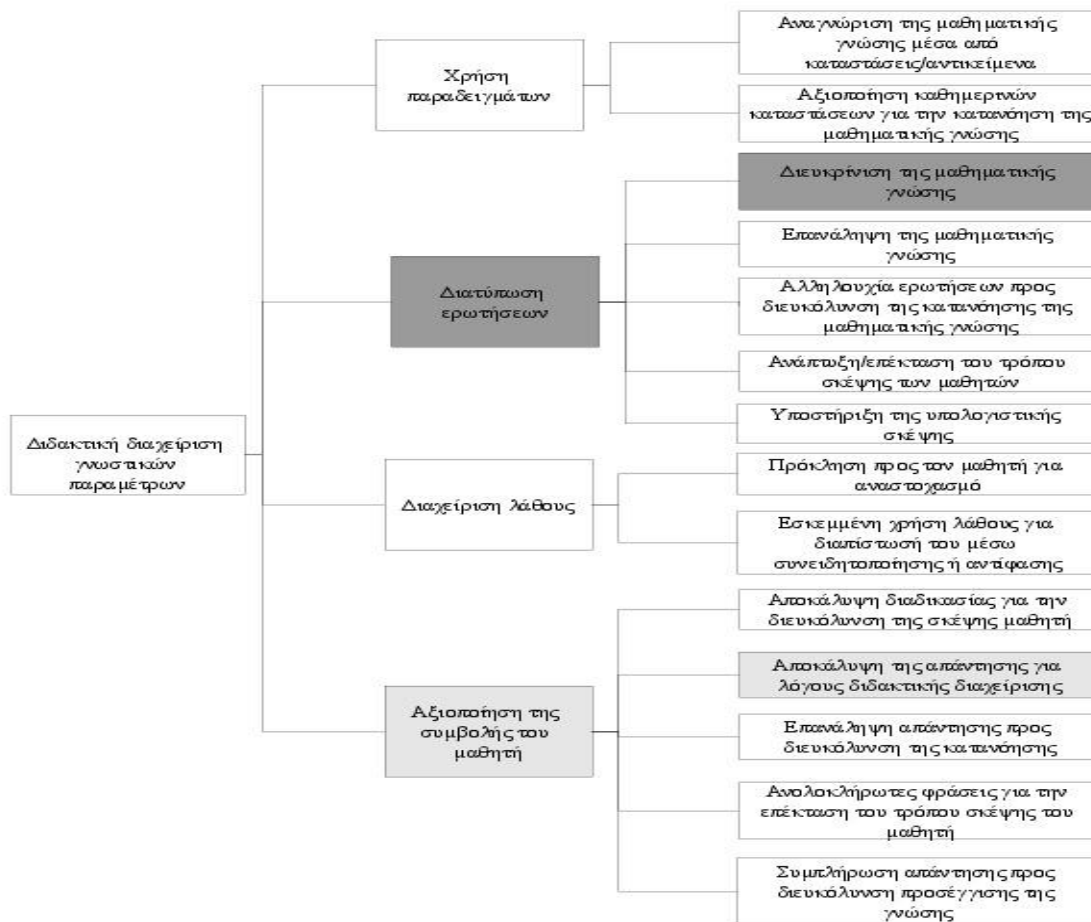 Διδακτική διαχείριση
γνωστικών
παραμέτρων
Χρήση
παραδειγμάτων
Αναγνώριση της μαθηματικής
γνώσης μέσα από
καταστάσεις/αντικείμενα
Αξιοποίηση καθημερινών
καταστάσεων για την κατανόηση της
μαθηματικής γνώσης
Διατύπωση
ερωτήσεων
Διευκρίνιση της μαθηματικής
γνώσης
Επανάληψη της μαθηματικής
γνώσης
Αλληλουχία ερωτήσεων προς
διευκόλυνση της κατανόησης της
μαθηματικής γνώσης
Ανάπτυξη/επέκταση του τρόπου
σκέψης των μαθητών
Υποστήριξη της υπολογιστικής
σκέψης
Διαχείριση λάθους
Πρόκληση προς τον μαθητή για
αναστοχασμό
Εσκεμμένη χρήση λάθους για
διαπίστωσή του μέσω
συνειδητοποίησης ή αντίφασης
Αξιοποίηση της
συμβολής του
μαθητή
Αποκάλυψη διαδικασίας για την
διευκόλυνση της σκέψης μαθητή
Αποκάλυψη της απάντησης για
λόγους διδακτικής διαχείρισης
Επανάληψη απάντησης προς
διευκόλυνση της κατανόησης
Ανολοκλήρωτες φράσεις για την
επέκταση του τρόπου σκέψης του
μαθητή
Συμπλήρωση απάντησης προς
διευκόλυνση προσέγγισης της
γνώσης